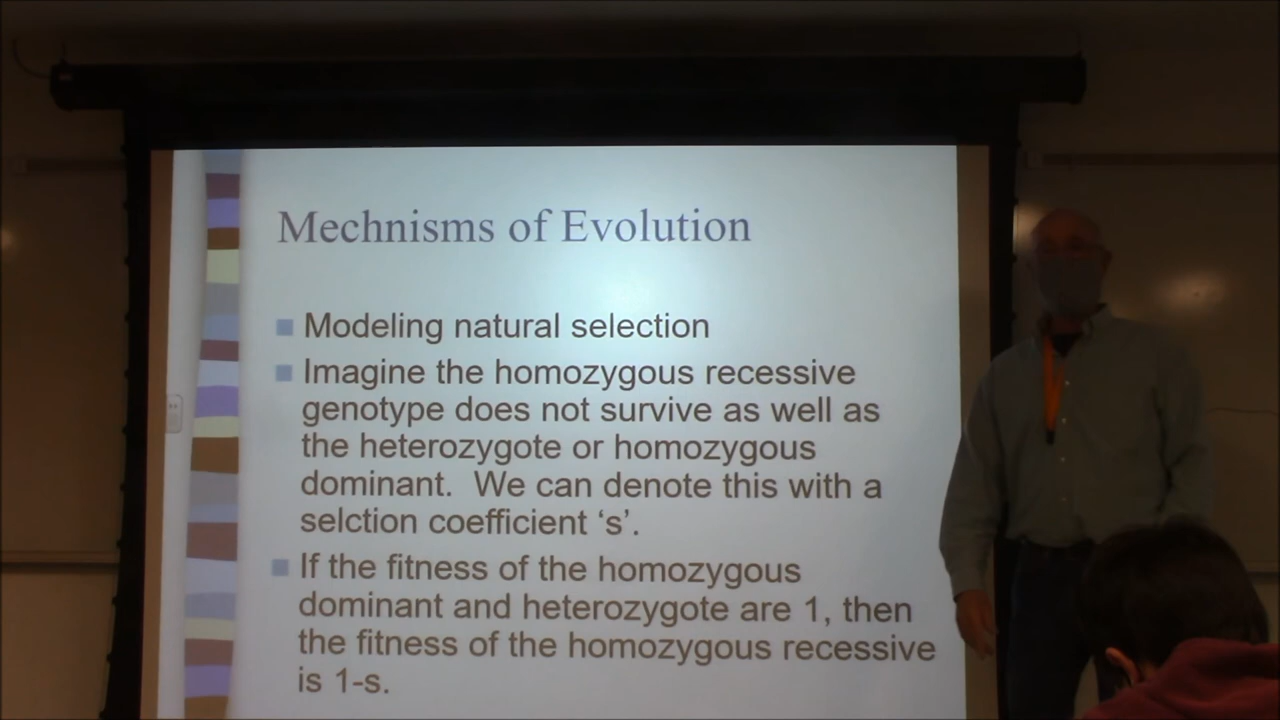 Mechnisms of Evolution
Modeling natural selection
Imagine the homozygous recessive
genotype does not survive as well as
the heterozygote or homozygous
dominant. We can denote this with a
selction coefficient ‘s’.
If the fitness of the homozygous
dominant and heterozygote are 1, then
the fitness of the homozygous recessive
is 1-s.